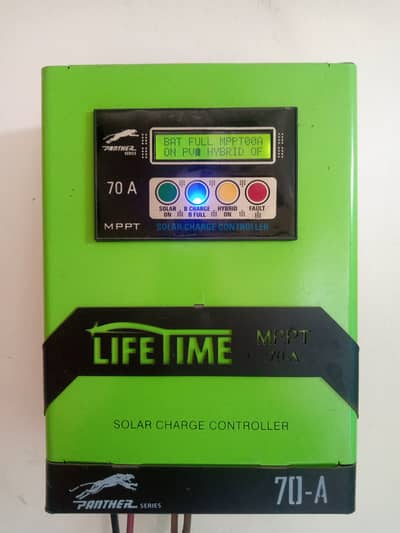 PANTHER
SERIES
70 A
MPPT
BAT FULL MPPT00A
ON PV HYBRID OF
SOLAR ON
B CHARGE B FULL
HYBRID ON
FAULT
SOLAR CHARGE CONTROLLER
LIFETIME
MPPT
70 A
SOLAR CHARGE CONTROLLER
PANTHER SERIES
70-A